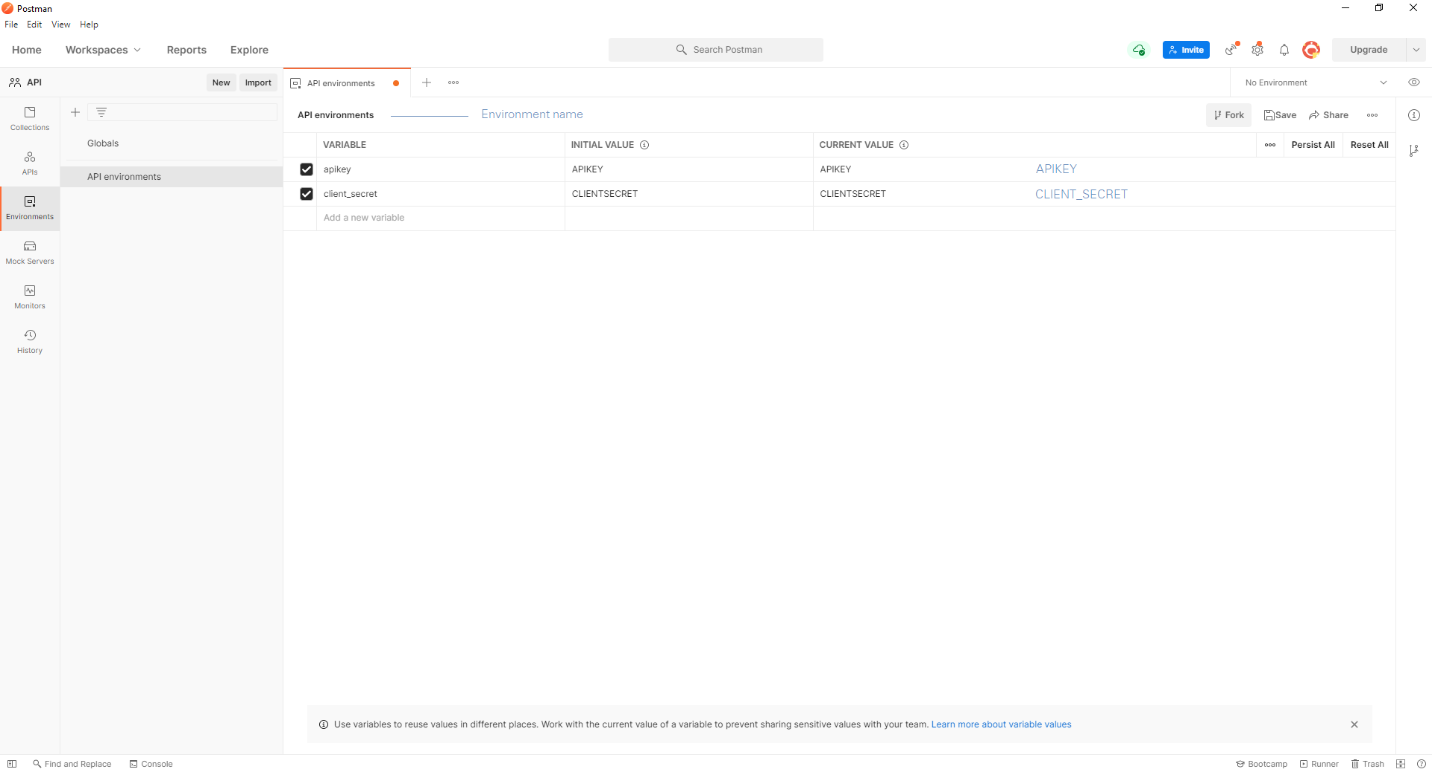 Postman
File Edit View Help
Home Workspaces Reports Explore Search Postman Invite Upgrade
API New Import API environments No Environment
API environments Environment name Fork Save Share
Collections
Globals
VARIABLE INITIAL VALUE CURRENT VALUE Persist All Reset All
apikey APIKEY APIKEY APIKEY
APIs
API environments
client_secret CLIENTSECRET CLIENTSECRET CLIENT_SECRET
Environments
Add a new variable
Mock Servers
Monitors
History
Use variables to reuse values in different places. Work with the current value of a variable to prevent sharing sensitive values with your team. Learn more about variable values
Find and Replace Console Bootcamp Runner Trash